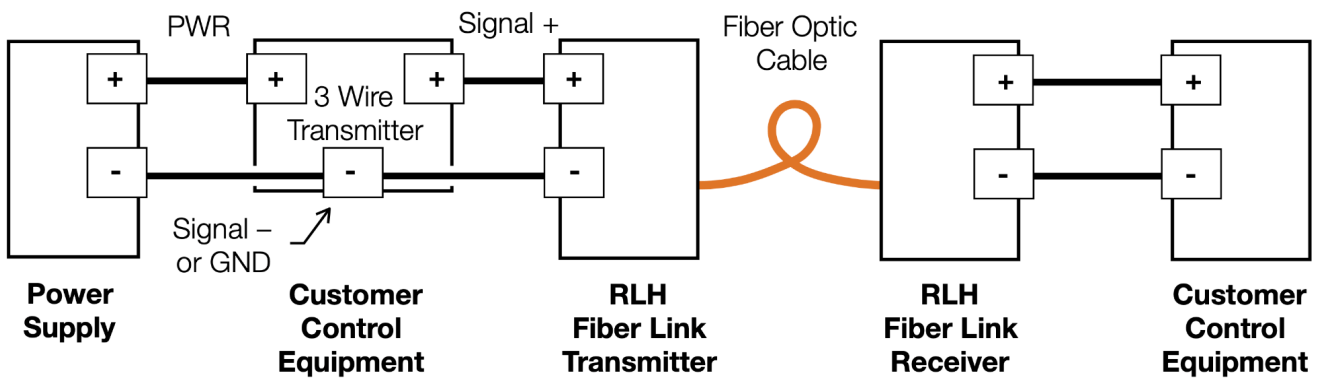 PWR
Signal +
Fiber Optic
Cable
+
+
+
+
+
+
3 Wire
Transmitter
-
-
-
-
-
Signal –
or GND
Power
Supply
Customer
Control
Equipment
RLH
Fiber Link
Transmitter
RLH
Fiber Link
Receiver
Customer
Control
Equipment